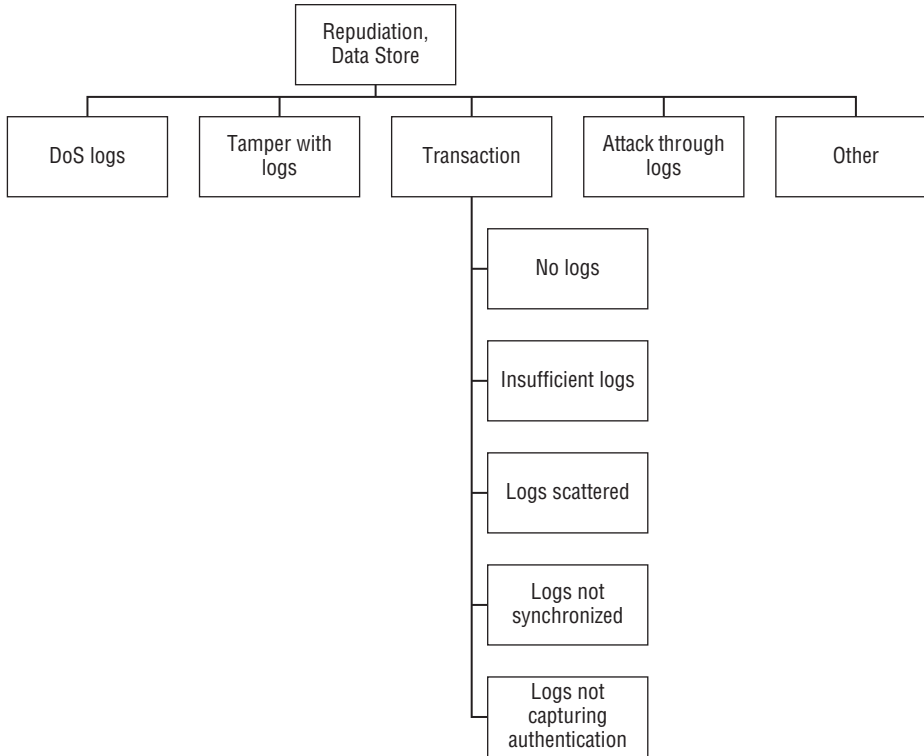 Repudiation,
Data Store
DoS logs
Tamper with
logs
Transaction
Attack through
logs
Other
No logs
Insufficient logs
Logs scattered
Logs not
synchronized
Logs not
capturing
authentication